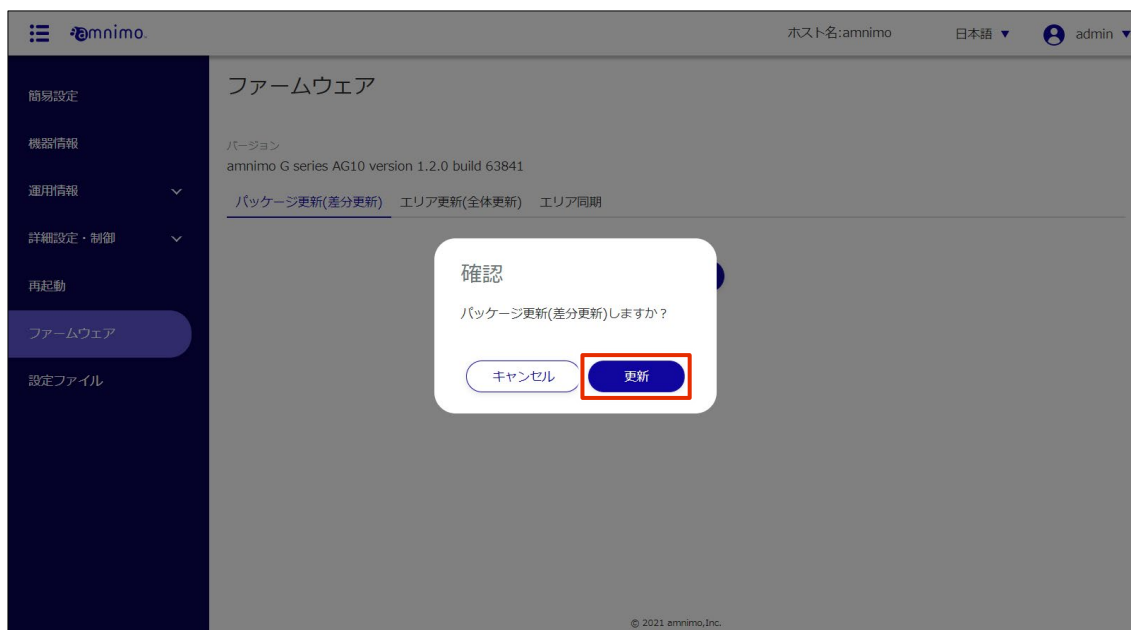 amnimo.
ホスト名:amnimo
日本語 ▼
admin ▼
簡易設定
機器情報
運用情報
詳細設定・制御
再起動
ファームウェア
設定ファイル
ファームウェア
バージョン
amnimo G series AG10 version 1.2.0 build 63841
パッケージ更新(差分更新) エリア更新(全体更新) エリア同期
確認
パッケージ更新(差分更新)しますか？
キャンセル 更新
© 2021 amnimo,Inc.